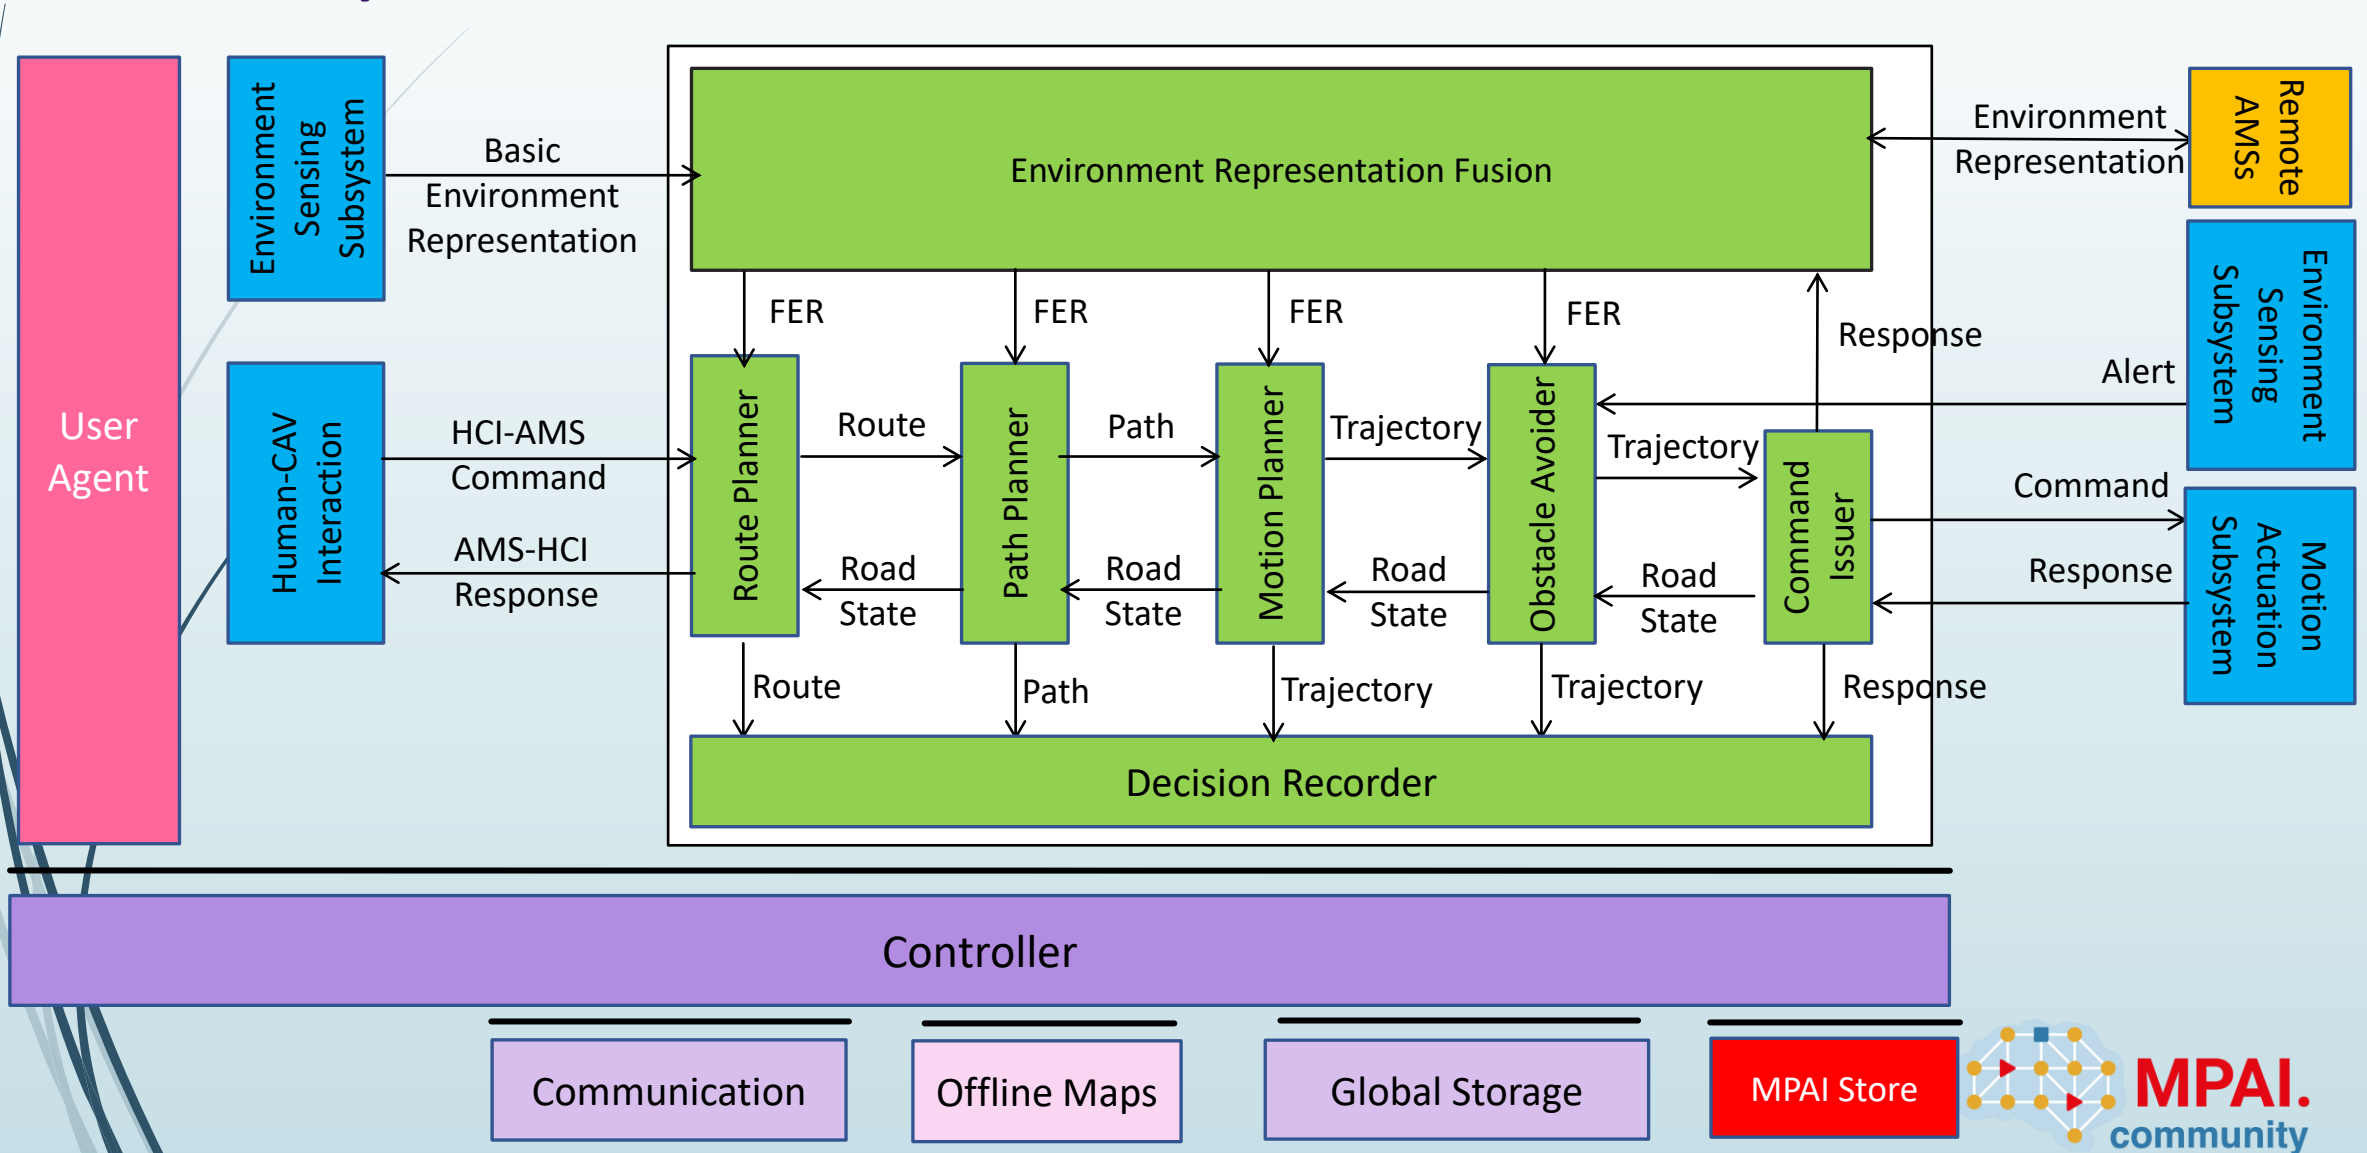 User
Agent
Environment
Sensing
Subsystem
Basic
Environment
Representation
Environment Representation Fusion
Environment
Representation
Remote
AMSs
FER
FER
FER
FER
Response
Environment
Sensing
Subsystem
Alert
Human-CAV
Interaction
HCI-AMS
Command
AMS-HCI
Response
Route Planner
Route
Road
State
Path Planner
Path
Road
State
Motion Planner
Trajectory
Road
State
Obstacle Avoider
Trajectory
Road
State
Command
Issuer
Command
Response
Motion
Actuation
Subsystem
Route
Path
Trajectory
Trajectory
Response
Decision Recorder
Controller
Communication
Offline Maps
Global Storage
MPAI Store
MPAI.
community